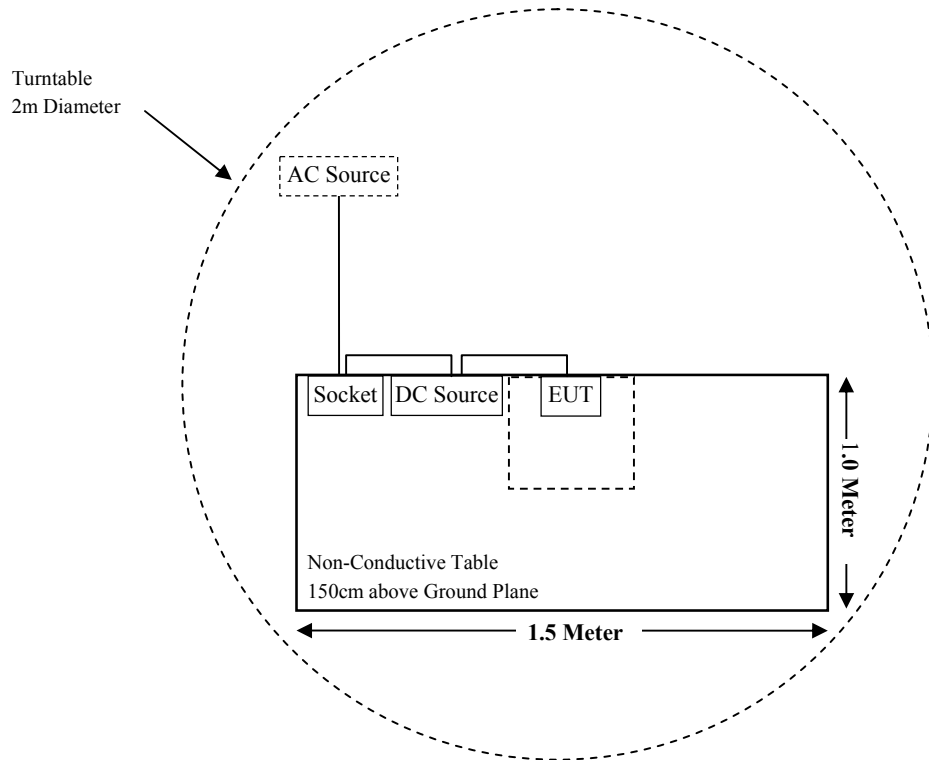 Turntable
2m Diameter
AC Source
Socket
DC Source
EUT
1.0 Meter
Non-Conductive Table
150cm above Ground Plane
1.5 Meter